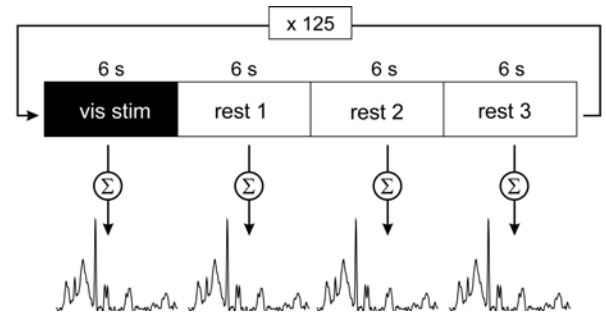 x 125
6 s 6 s 6 s 6 s
vis stim rest 1 rest 2 rest 3
Σ Σ Σ Σ